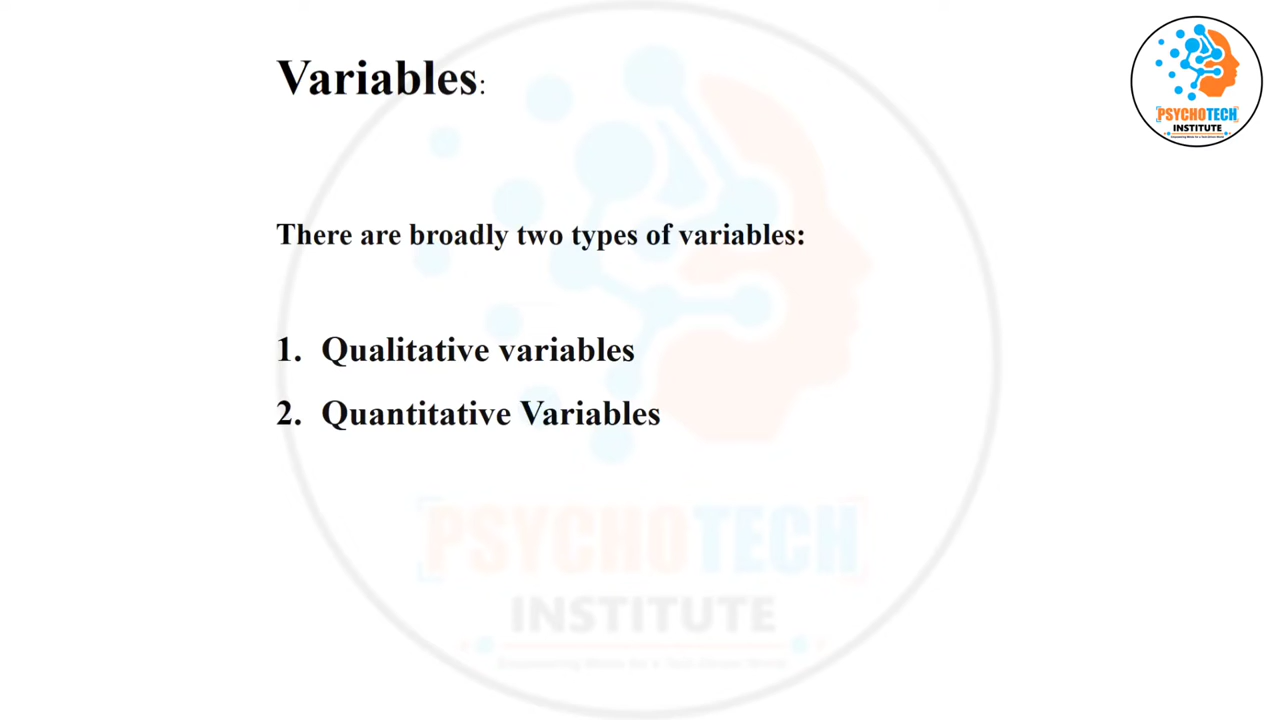 Variables:
PSYCHOTECH
INSTITUTE
There are broadly two types of variables:
1. Qualitative variables
2. Quantitative Variables
PSYCHOTECH
INSTITUTE